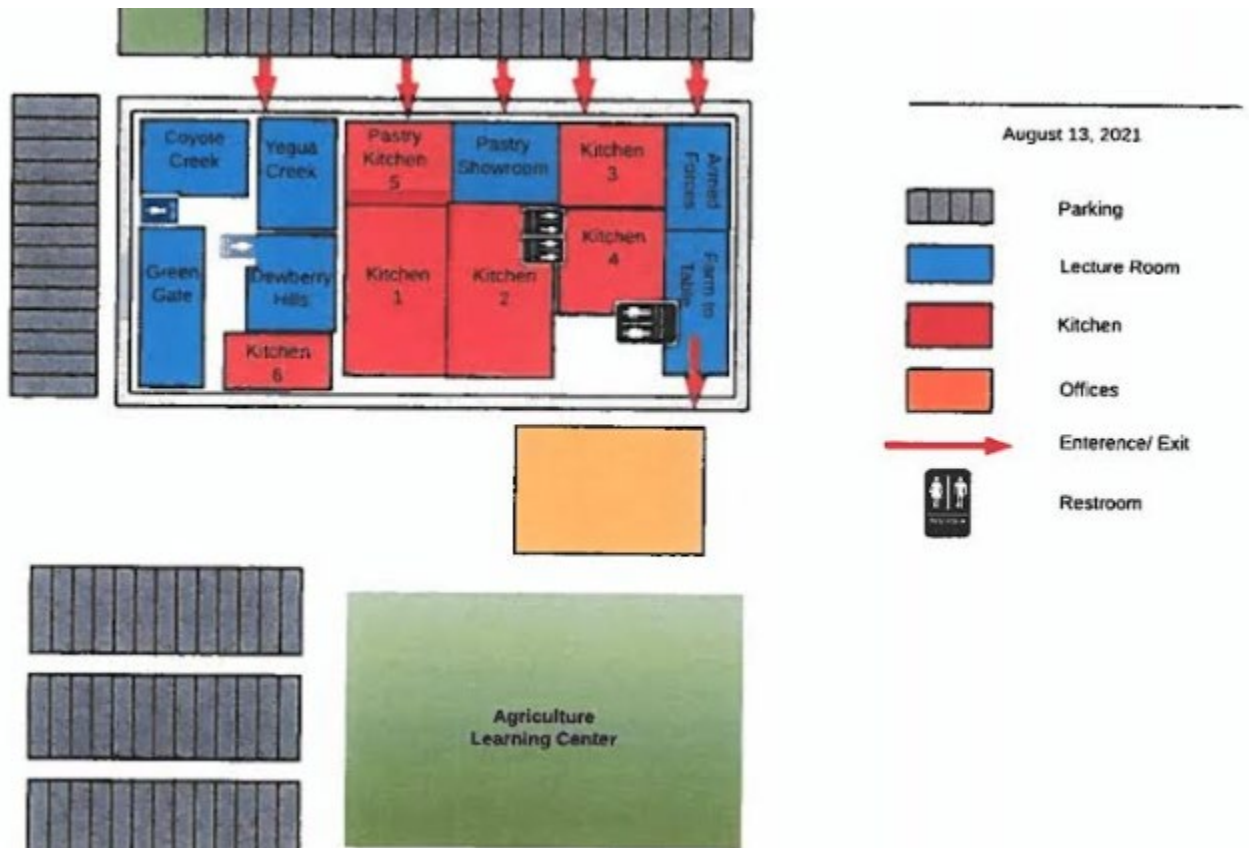 August 13, 2021
Coyote
Creek
Yegua
Creek
Pastry
Kitchen
5
Pastry
Showroom
Kitchen
3
Armed
Forces
Green
Gate
Dewberry
Hills
Kitchen
1
Kitchen
2
Kitchen
4
Farm to
Table
Kitchen
6
Parking
Lecture Room
Kitchen
Offices
Enterence/ Exit
Restroom
Agriculture
Learning Center